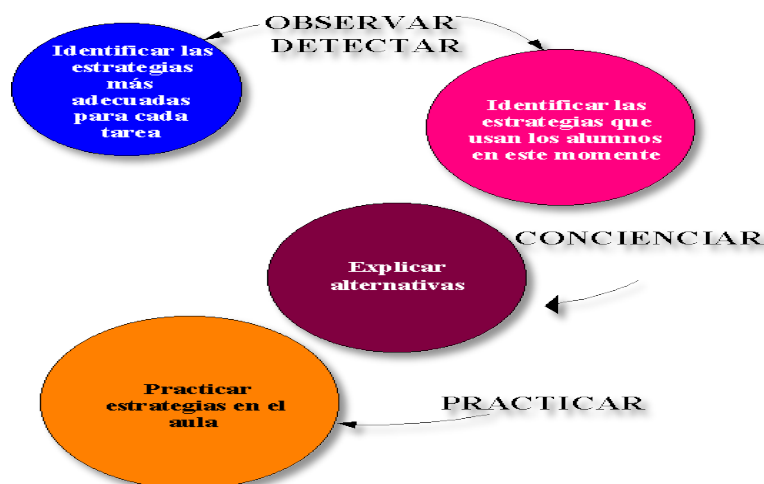 OBSERVAR
DETECTAR
Identificar las
estrategias
más
adecuadas
para cada
tarea
Identificar las
estrategias que
usan los alumnos
en este momente
CONCIENCIAR
Explicar
alternativas
Practicar
estrategias en el
aula
PRACTICAR